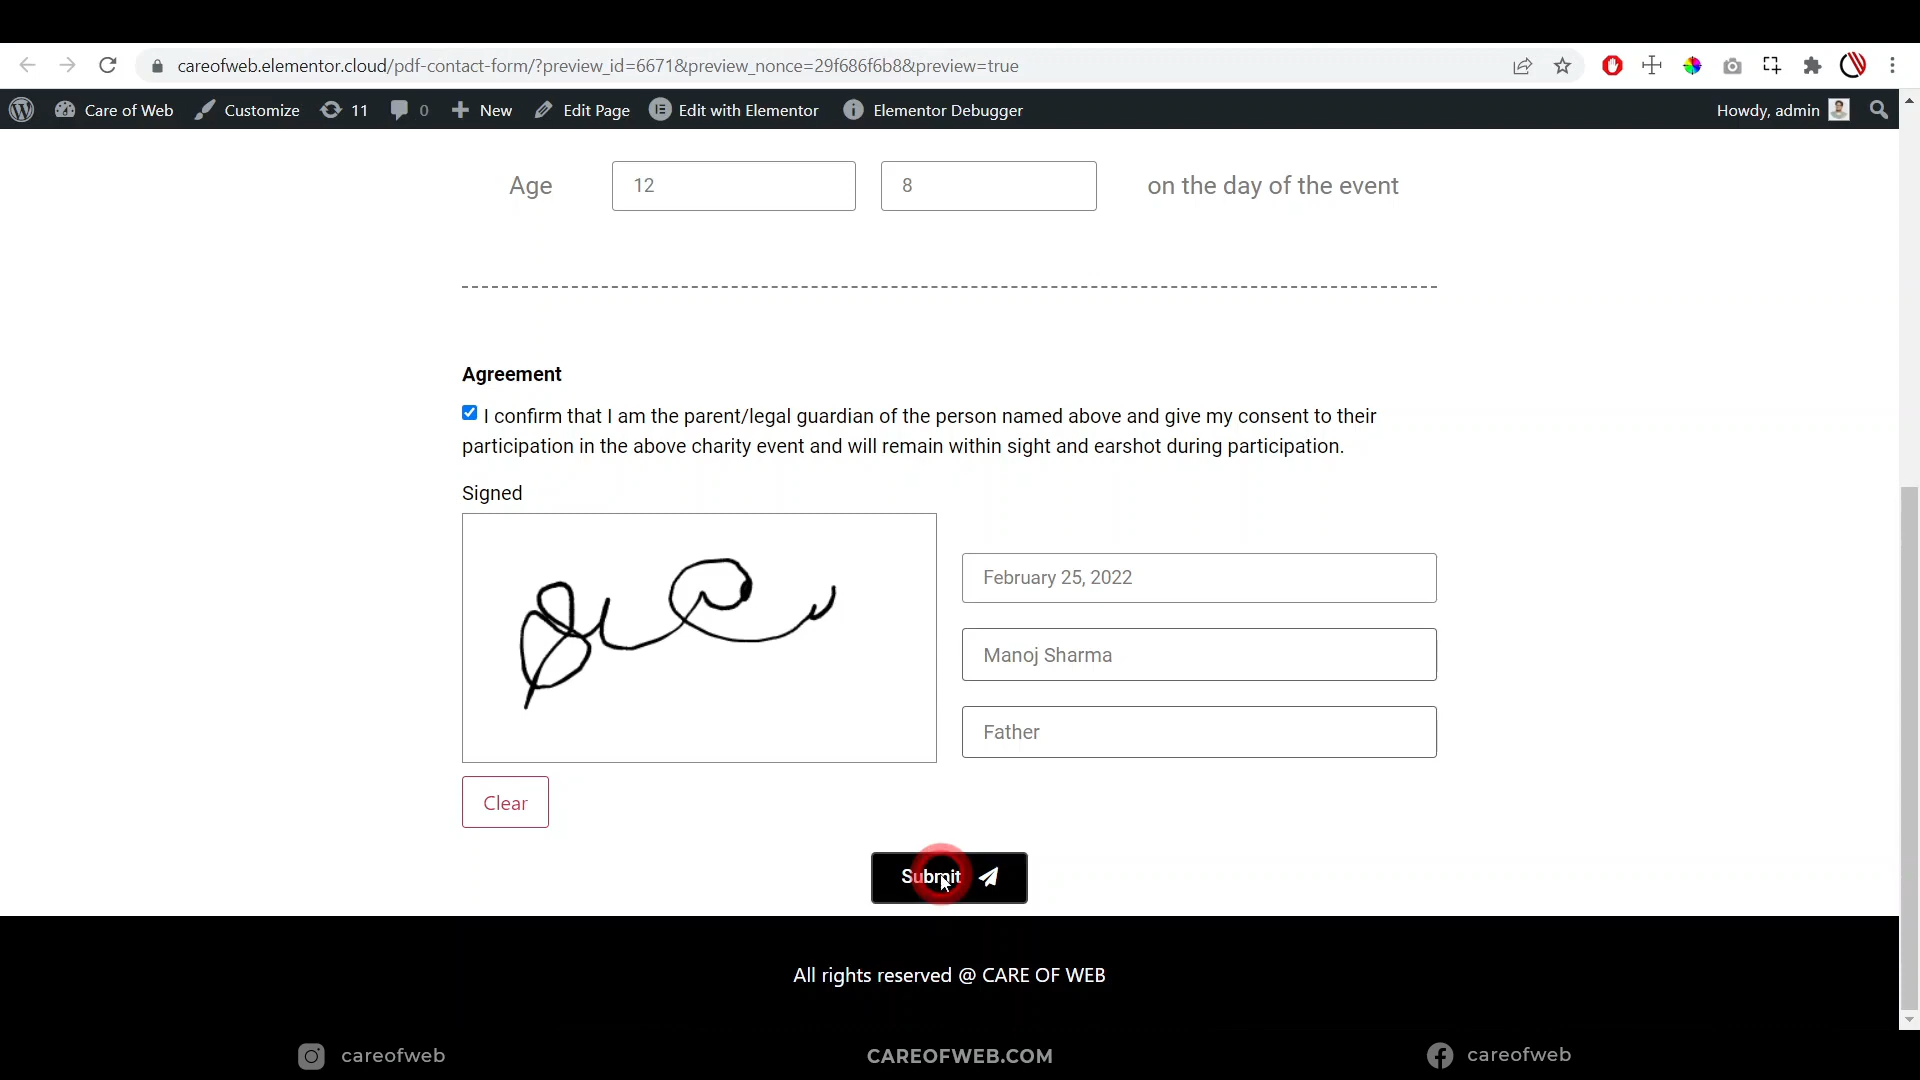 careofweb.elementor.cloud/pdf-contact-form/?preview_id=6671&preview_nonce=29f686f6b8&preview=true
Care of Web Customize 11 0 New Edit Page Edit with Elementor Elementor Debugger Howdy, admin
Age 12 8 on the day of the event
Agreement
I confirm that I am the parent/legal guardian of the person named above and give my consent to their
participation in the above charity event and will remain within sight and earshot during participation.
Signed
February 25, 2022
Manoj Sharma
Father
Clear
Submit
All rights reserved @ CARE OF WEB
careofweb CAREOFWEB.COM careofweb